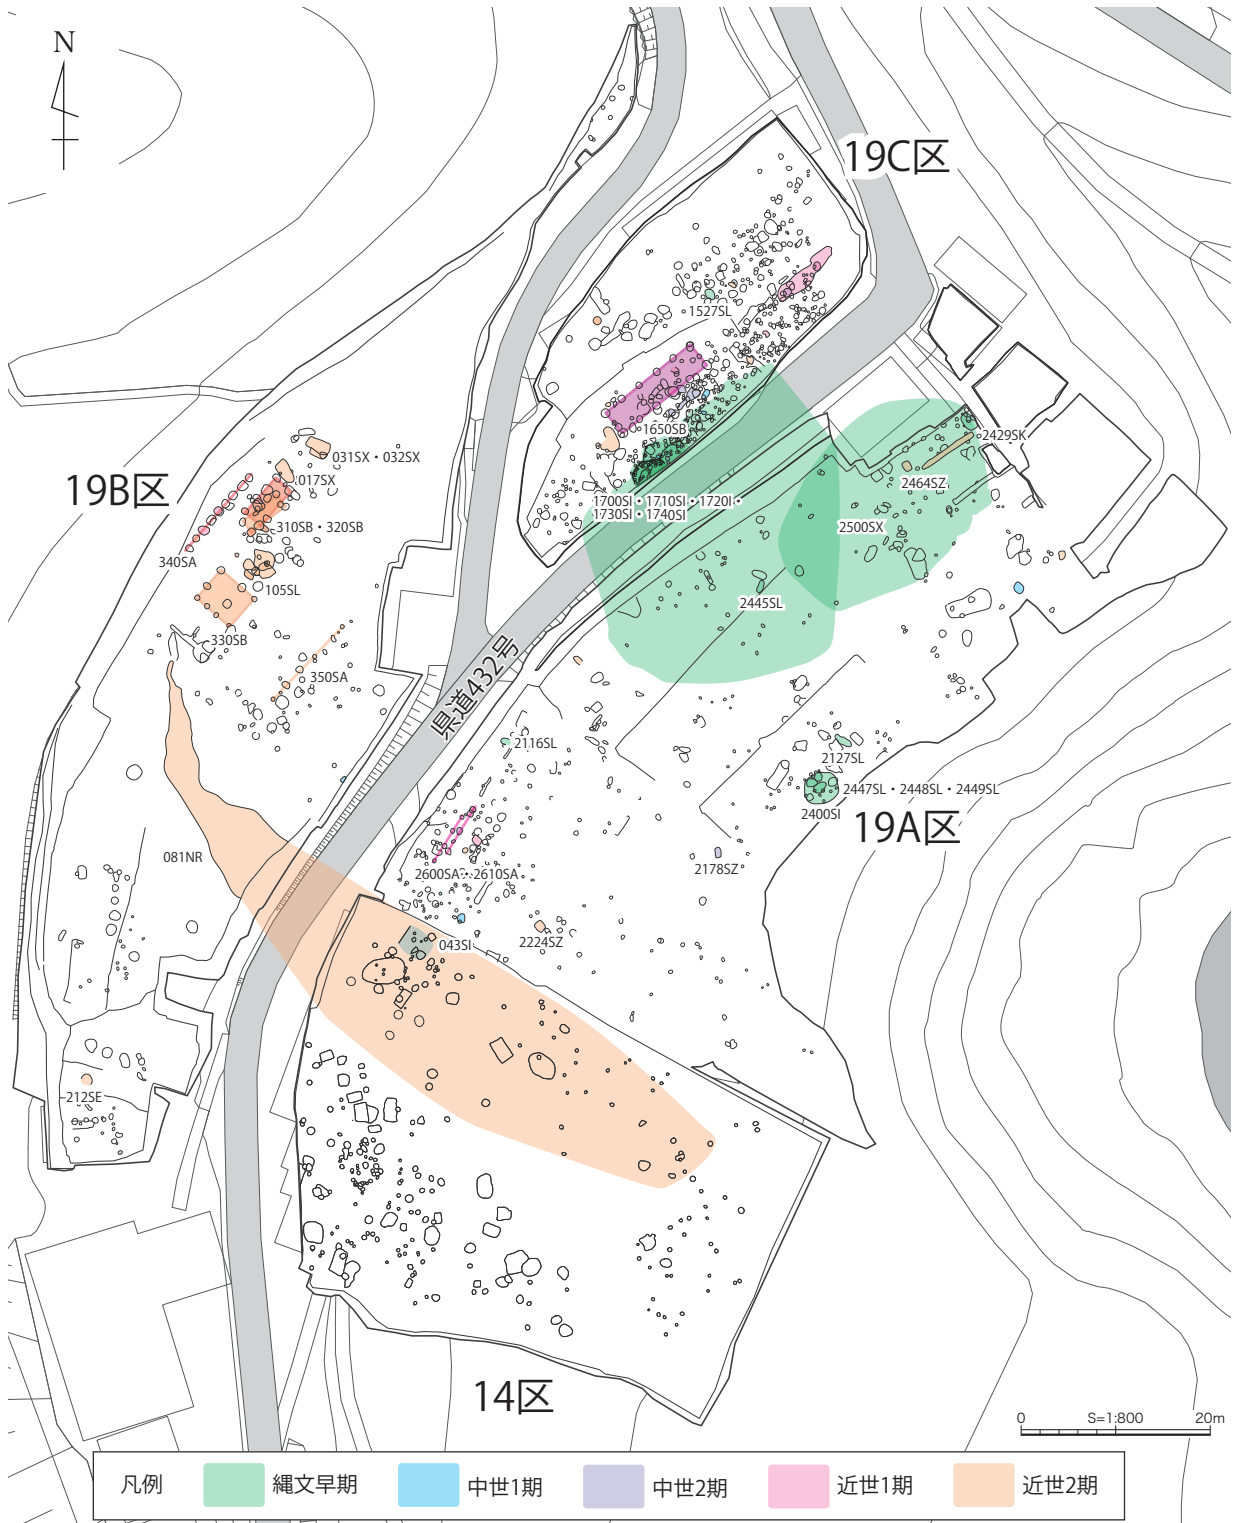 N
19C区
1527SL
1650SB
2429SK
2464SZ
031SX・032SX
017SX
19B区
1700SI・1710SI・1720I・
1730SI・1740SI
2500SX
310SB・320SB
340SA
105SL
2445SL
330SB
350SA
県道432号
2116SL
2127SL
2447SL・2448SL・2449SL
2400SI
19A区
081NR
2178SZ
2600SA・2610SA
2224SZ
043SI
212SE
14区
0 S=1:800 20m
凡例 縄文早期 中世1期 中世2期 近世1期 近世2期